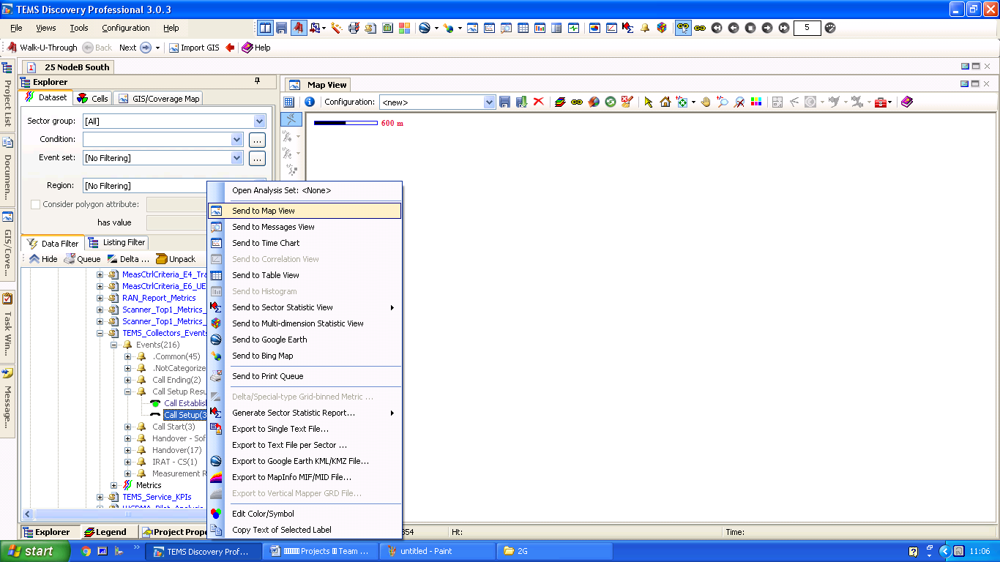 TEMS Discovery Professional 3.0.3
File Views Tools Configuration Help 5
Walk-U-Through Back Next Import GIS Help
25 NodeB South
Explorer
Map View
Dataset Cells GIS/Coverage Map
Configuration: <new>
Sector group: [All]
600 m
Condition: ...
Event set: [No Filtering] ...
Region: [No Filtering]
Consider polygon attribute:
has value
Data Filter Listing Filter
Hide Queue Delta ... Unpack
MeasCtrlCriteria_E4_Tra
MeasCtrlCriteria_E6_UE
RAN_Report_Metrics
Scanner_Top1_Metrics_
Scanner_Top1_Metrics_
TEMS_Collectors_Events
Events(216)
.Common(45)
.NotCategorize
Call Ending(2)
Call Setup Resu
Call Establis
Call Setup(3
Call Start(3)
Handover - Sof
Handover(17)
IRAT - CS(1)
Measurement R
Metrics
TEMS_Service_KPIs
WCDMA_Pilot_Analysis
Open Analysis Set: <None>
Send to Map View
Send to Messages View
Send to Time Chart
Send to Correlation View
Send to Table View
Send to Histogram
Send to Sector Statistic View
Send to Multi-dimension Statistic View
Send to Google Earth
Send to Bing Map
Send to Print Queue
Delta/Special-type Grid-binned Metric ...
Generate Sector Statistic Report...
Export to Single Text File...
Export to Text File per Sector ...
Export to Google Earth KML/KMZ File...
Export to MapInfo MIF/MID File...
Export to Vertical Mapper GRD File...
Edit Color/Symbol
Copy Text of Selected Label
Project List
Documen...
GIS/Cove...
Task Win...
Message...
Explorer Legend Project Prope 854 Ht: Time:
start TEMS Discovery Prof... Projects Team ... untitled - Paint 2G 11:06